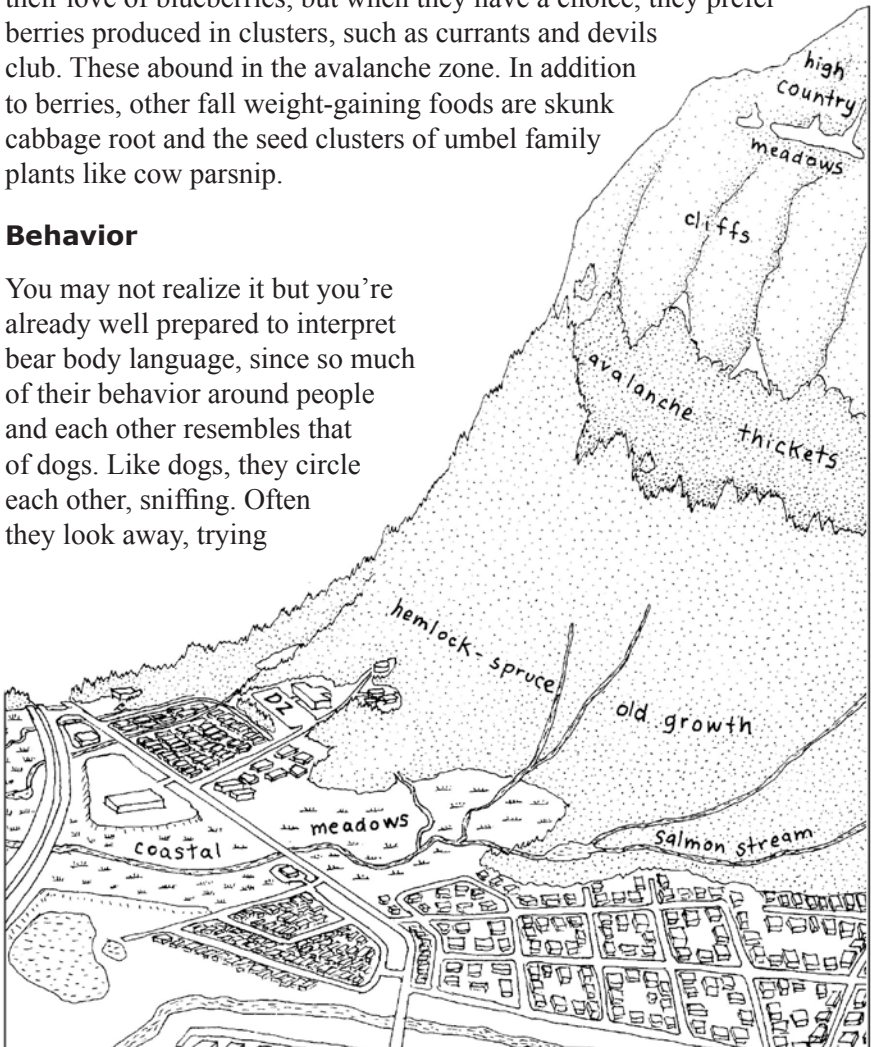 their love of blueberries, but when they have a choice, they prefer
berries produced in clusters, such as currants and devils
club. These abound in the avalanche zone. In addition
to berries, other fall weight-gaining foods are skunk
cabbage root and the seed clusters of umbel family
plants like cow parsnip.
Behavior
You may not realize it but you’re
already well prepared to interpret
bear body language, since so much
of their behavior around people
and each other resembles that
of dogs. Like dogs, they circle
each other, sniffing. Often
they look away, trying
high
country
meadows
cliffs
avalanche thickets
hemlock-spruce
old growth
DZ
meadows
coastal
salmon stream